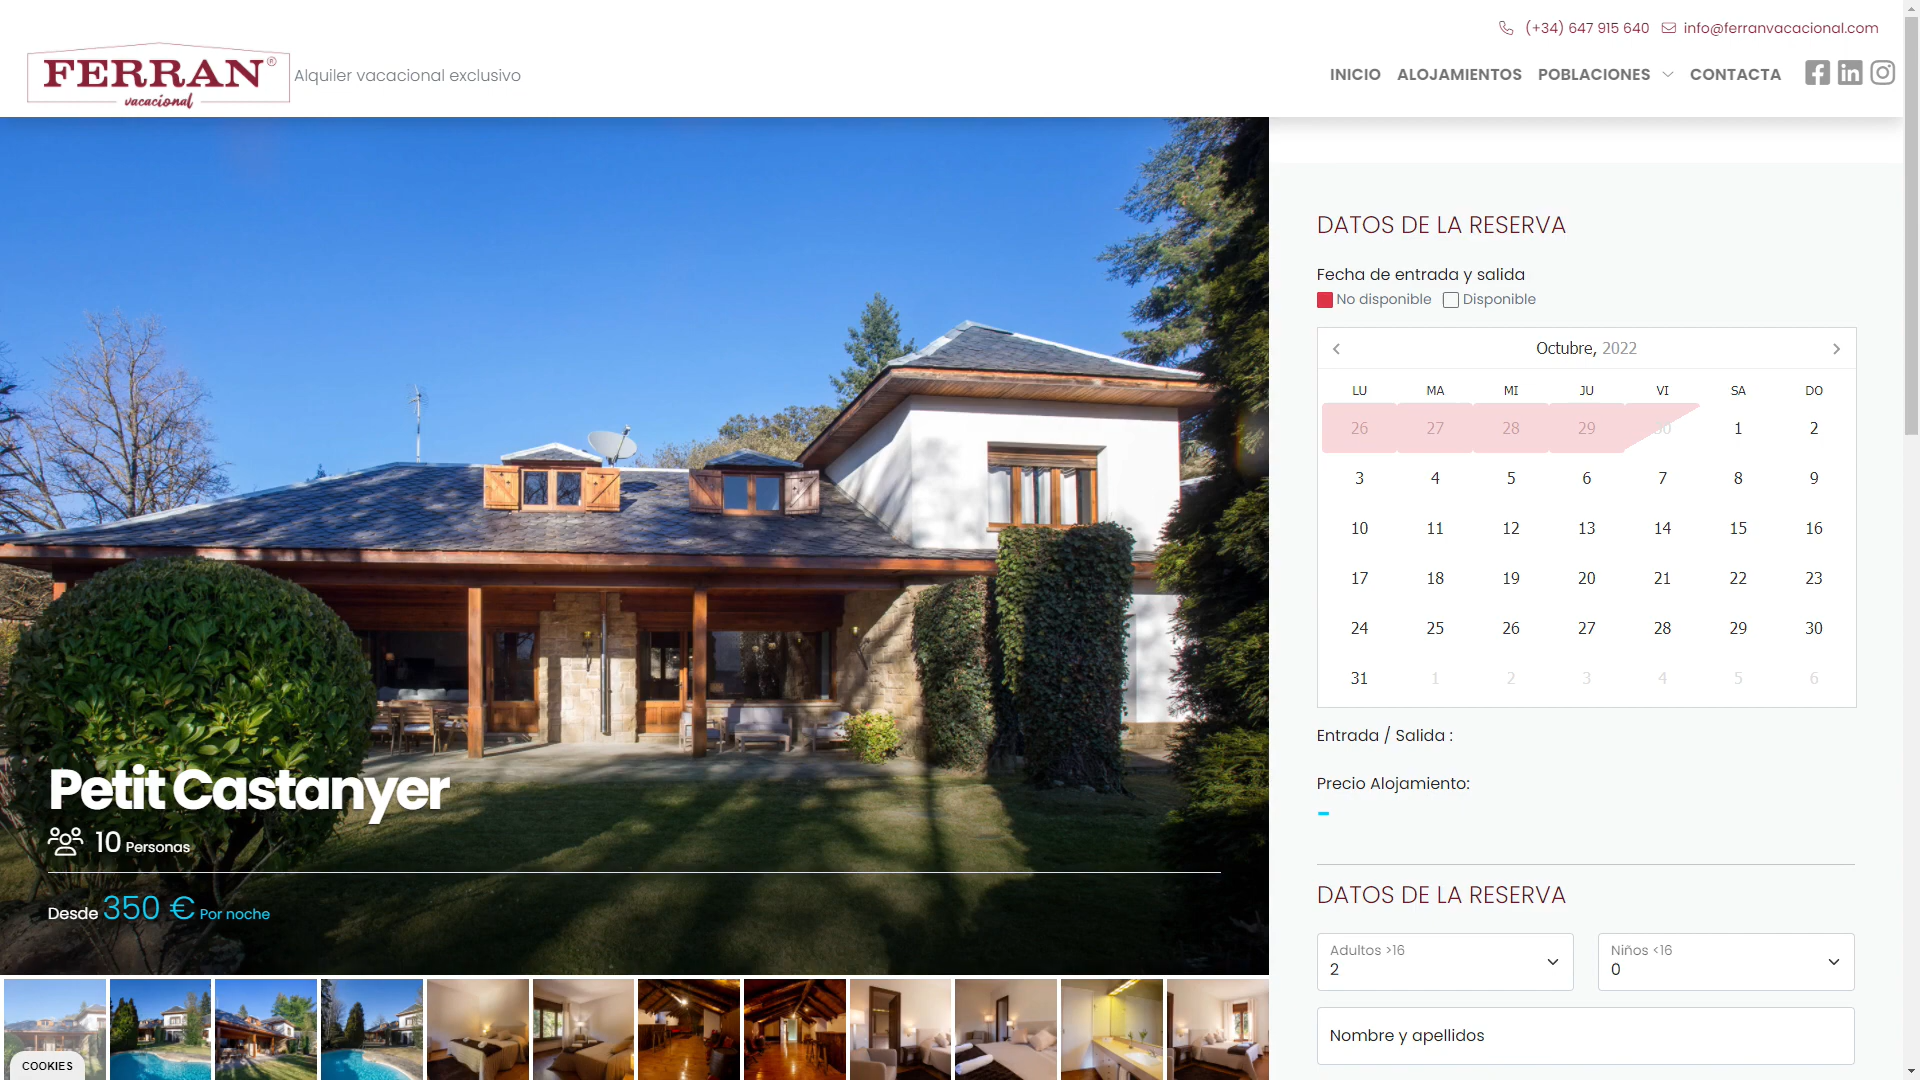 (+34) 647 915 640 info@ferranvacacional.com
FERRAN®
vacacional
Alquiler vacacional exclusivo
INICIO ALOJAMIENTOS POBLACIONES CONTACTA
DATOS DE LA RESERVA
Fecha de entrada y salida
No disponible Disponible
Octubre, 2022
LU MA MI JU VI SA DO
26 27 28 29 30 1 2
3 4 5 6 7 8 9
10 11 12 13 14 15 16
17 18 19 20 21 22 23
24 25 26 27 28 29 30
31 1 2 3 4 5 6
Entrada / Salida :
Precio Alojamiento:
-
Petit Castanyer
10 Personas
Desde 350 € Por noche
DATOS DE LA RESERVA
Adultos >16
2
Niños <16
0
Nombre y apellidos
COOKIES